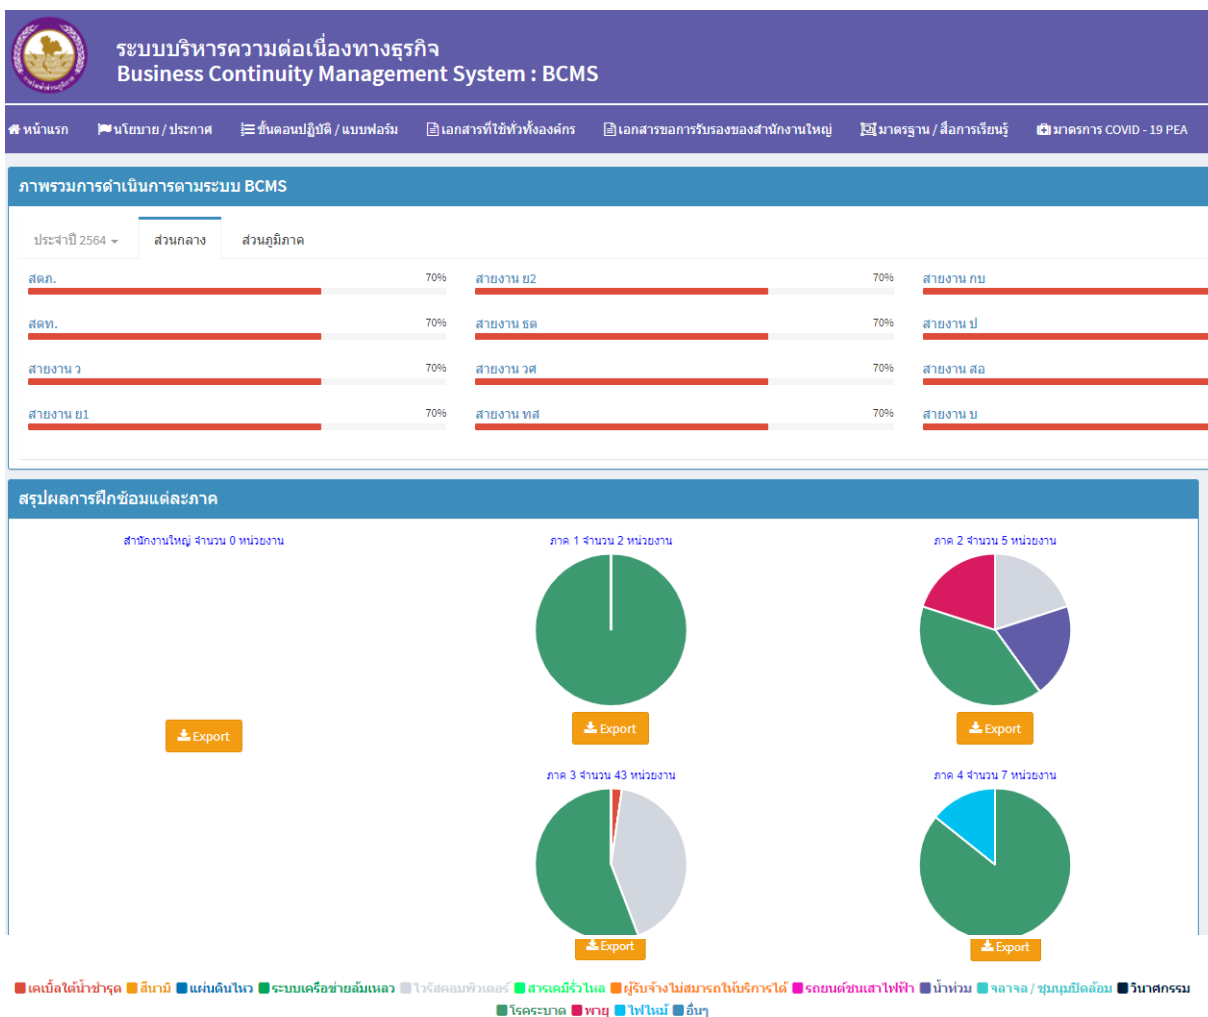 ระบบบริหารความต่อเนื่องทางธุรกิจ
Business Continuity Management System : BCMS
หน้าแรก นโยบาย / ประกาศ ขั้นตอนปฏิบัติ / แบบฟอร์ม เอกสารที่ใช้ทั่วทั้งองค์กร เอกสารขอการรับรองของสำนักงานใหญ่ มาตรฐาน / สื่อการเรียนรู้ มาตรการ COVID - 19 PEA
ภาพรวมการดำเนินการตามระบบ BCMS
ประจำปี 2564 ส่วนกลาง ส่วนภูมิภาค
สตภ. 70% สายงาน ย2 70% สายงาน กบ
สดท. 70% สายงาน ธต 70% สายงาน ป
สายงาน ว 70% สายงาน วศ 70% สายงาน สอ
สายงาน ย1 70% สายงาน ทส 70% สายงาน บ
สรุปผลการฝึกซ้อมแต่ละภาค
สำนักงานใหญ่ จำนวน 0 หน่วยงาน ภาค 1 จำนวน 2 หน่วยงาน ภาค 2 จำนวน 5 หน่วยงาน
Export Export Export
ภาค 3 จำนวน 43 หน่วยงาน ภาค 4 จำนวน 7 หน่วยงาน
Export Export
เคเบิ้ลใต้น้ำชำรุด สึนามิ แผ่นดินไหว ระบบเครือข่ายล้มเหลว ไวรัสคอมพิวเตอร์ สารเคมีรั่วไหล ผู้รับจ้างไม่สมารถให้บริการได้ รถยนต์ชนเสาไฟฟ้า น้ำท่วม จลาจล / ชุมนุมปิดล้อม วินาศกรรม
โรคระบาด พายุ ไฟไหม้ อื่นๆ